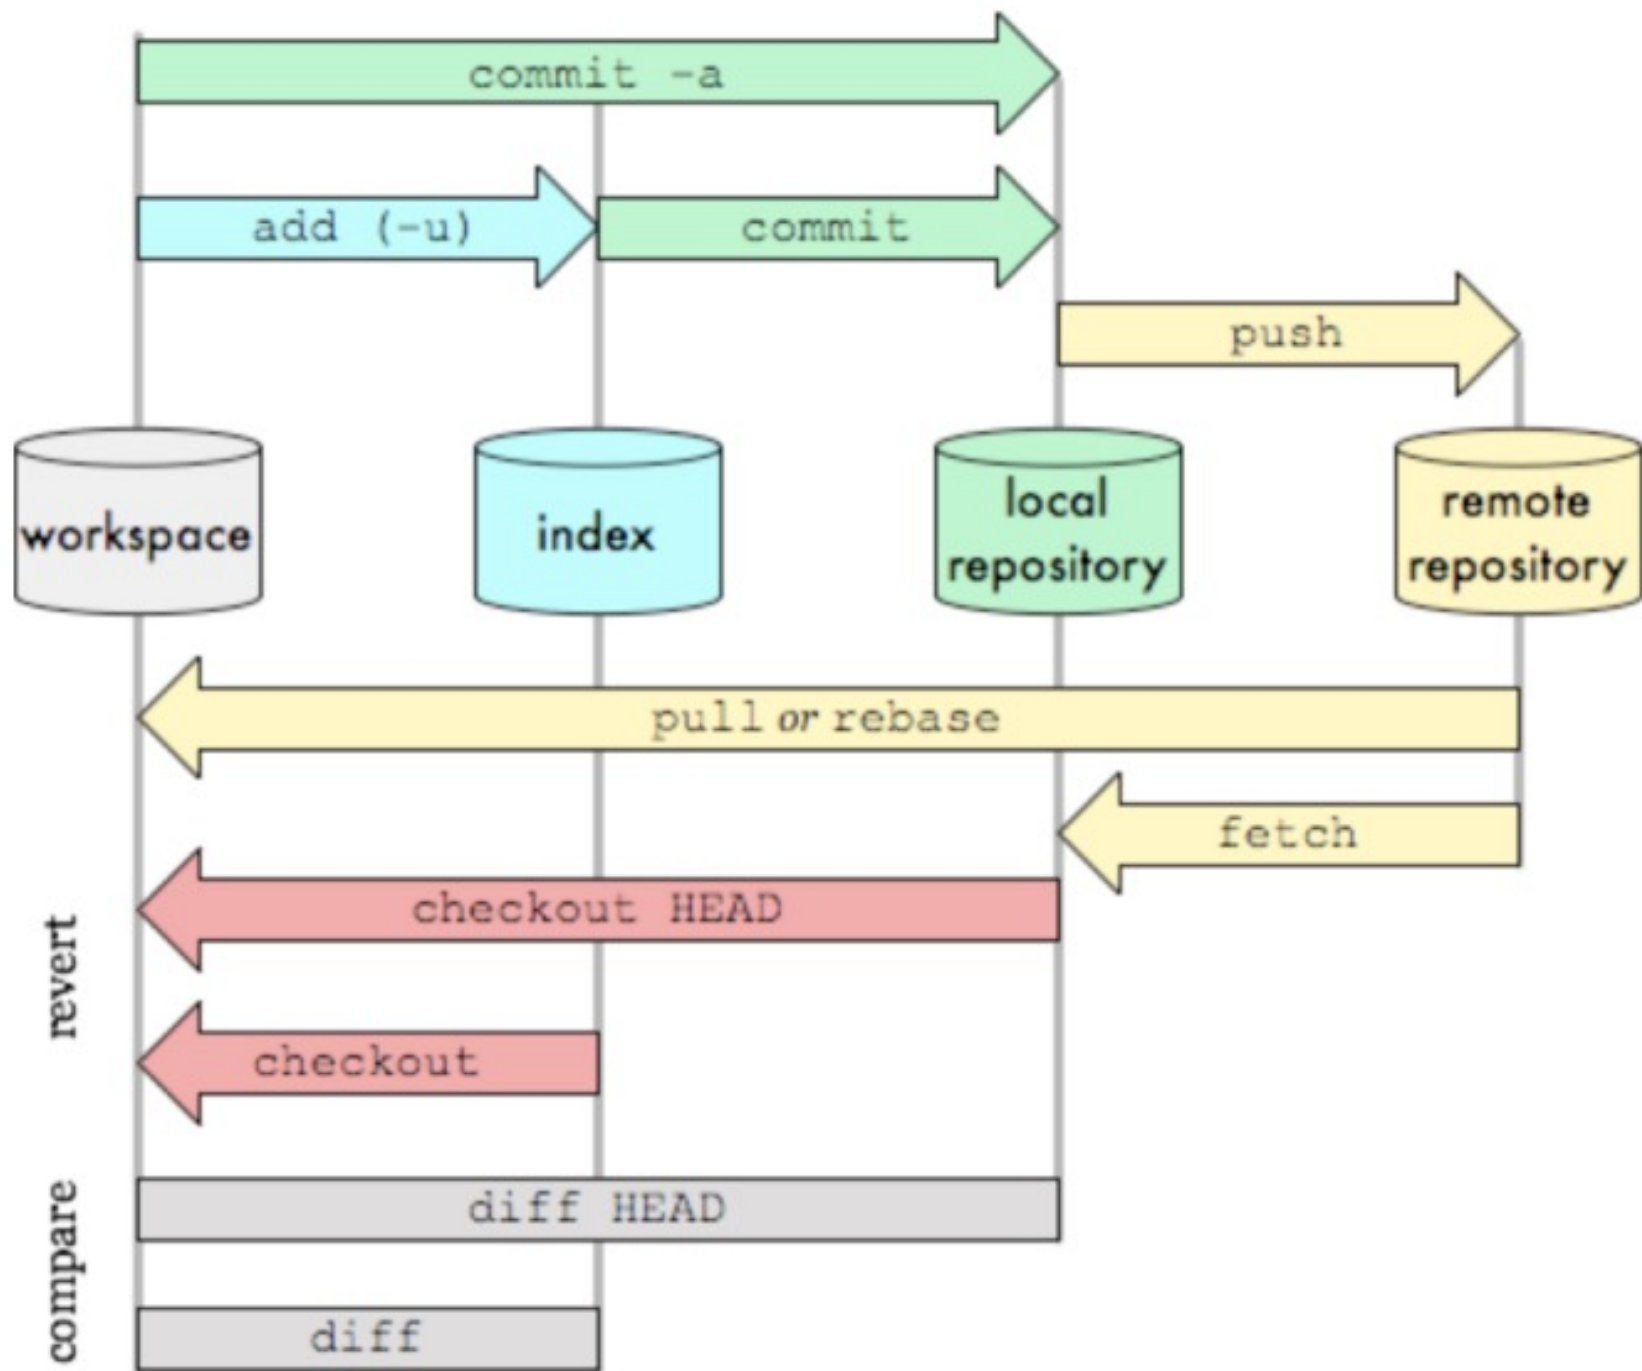 commit -a
add (-u)
commit
push
workspace
index
local
repository
remote
repository
pull or rebase
fetch
revert
checkout HEAD
checkout
compare
diff HEAD
diff